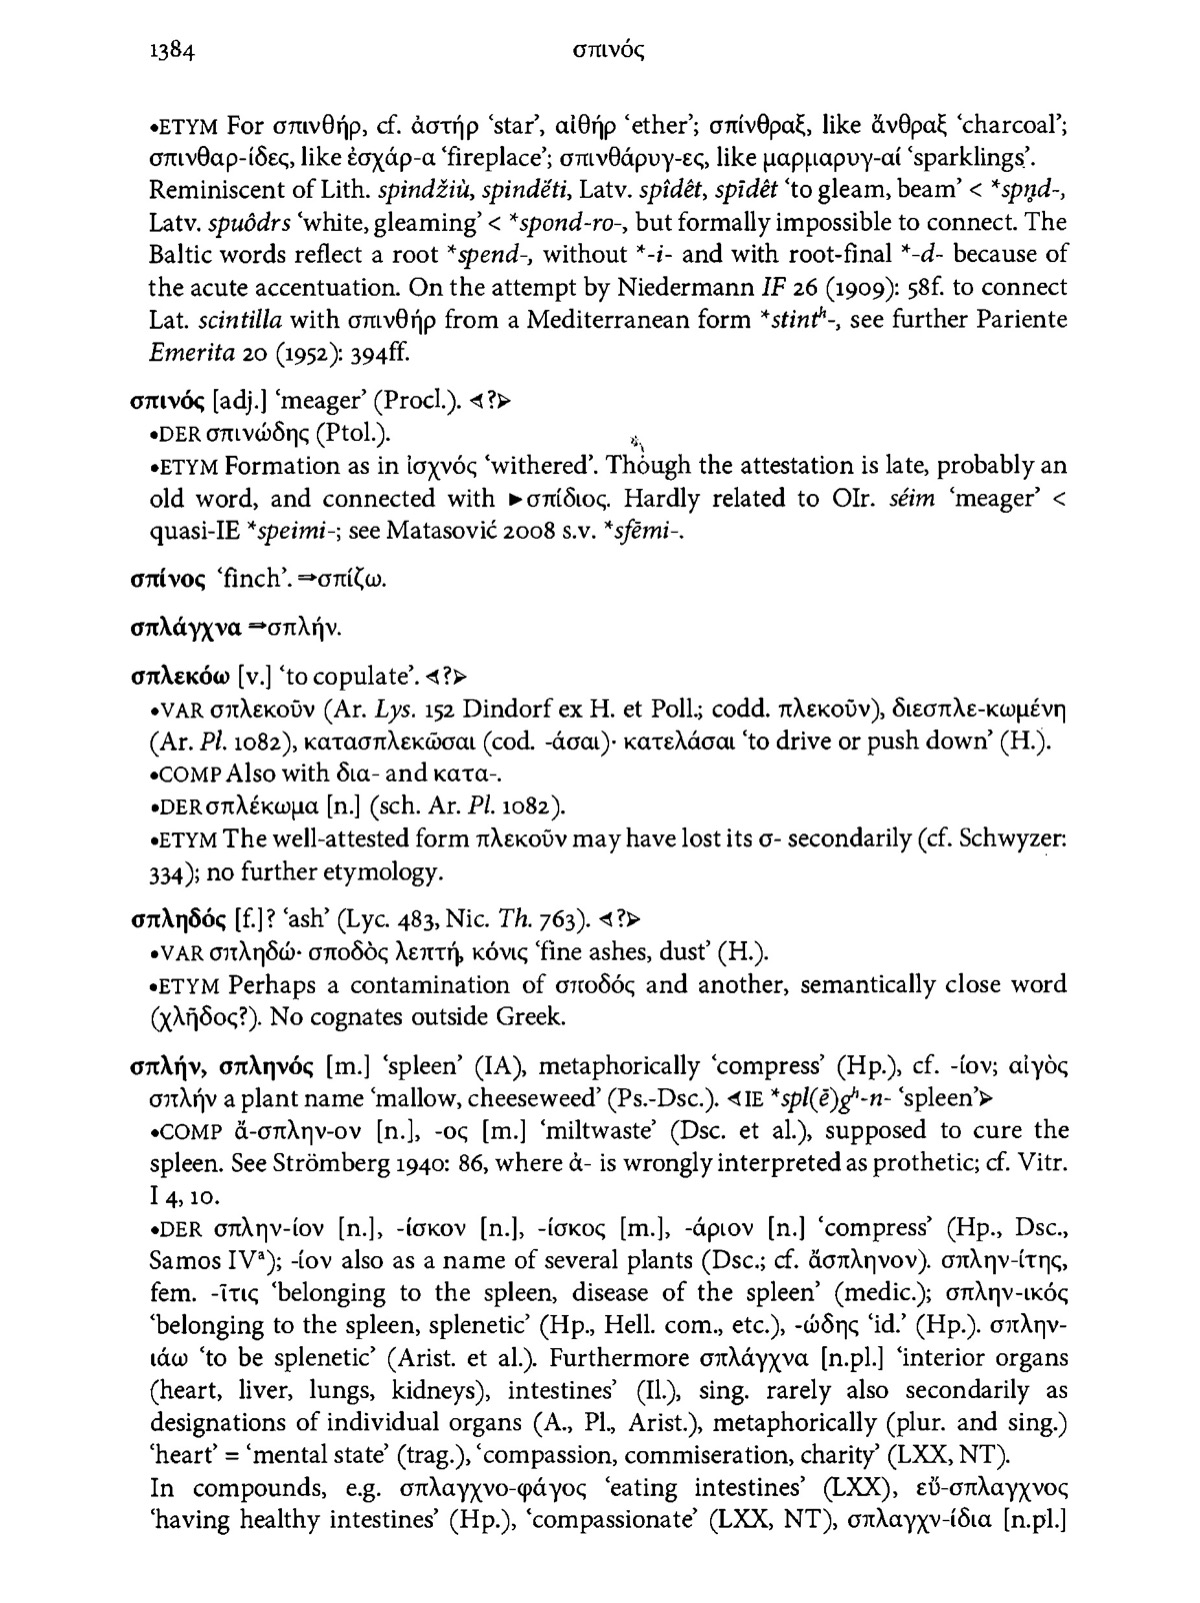 1384
σπινός
•ETYM For σπινθήρ, cf. ἀστήρ ‘star’, αἰθήρ ‘ether’; σπίνθραξ, like ἄνθραξ ‘charcoal’;
σπινθαρ-ίδες, like ἐσχάρ-α ‘fireplace’; σπινθάρυγ-ες, like μαρμαρυγ-αί ‘sparklings’.
Reminiscent of Lith. spindžiù, spindė́ti, Latv. spîdêt, spīdêt ‘to gleam, beam’ < *spn̥d-,
Latv. spuôdrs ‘white, gleaming’ < *spond-ro-, but formally impossible to connect. The
Baltic words reflect a root *spend-, without *-i- and with root-final *-d- because of
the acute accentuation. On the attempt by Niedermann IF 26 (1909): 58f. to connect
Lat. scintilla with σπινθήρ from a Mediterranean form *stintʰ-, see further Pariente
Emerita 20 (1952): 394ff.
σπινός [adj.] ‘meager’ (Procl.). ⊲?⊳
•DER σπινώδης (Ptol.).
•ETYM Formation as in ἰσχνός ‘withered’. Though the attestation is late, probably an
old word, and connected with ►σπίδιος. Hardly related to OIr. séim ‘meager’ <
quasi-IE *speimi-; see Matasović 2008 s.v. *sfēmi-.
σπίνος ‘finch’. ⇒σπίζω.
σπλάγχνα ⇒σπλήν.
σπλεκόω [v.] ‘to copulate’. ⊲?⊳
•VAR σπλεκοῦν (Ar. Lys. 152 Dindorf ex H. et Poll.; codd. πλεκοῦν), διεσπλε-κωμένη
(Ar. Pl. 1082), κατασπλεκῶσαι (cod. -άσαι)· κατελάσαι ‘to drive or push down’ (H.).
•COMP Also with δια- and κατα-.
•DER σπλέκωμα [n.] (sch. Ar. Pl. 1082).
•ETYM The well-attested form πλεκοῦν may have lost its σ- secondarily (cf. Schwyzer:
334); no further etymology.
σπληδός [f.]? ‘ash’ (Lyc. 483, Nic. Th. 763). ⊲?⊳
•VAR σπληδώ· σποδὸς λεπτή, κόνις ‘fine ashes, dust’ (H.).
•ETYM Perhaps a contamination of σποδός and another, semantically close word
(χλῆδος?). No cognates outside Greek.
σπλήν, σπληνός [m.] ‘spleen’ (IA), metaphorically ‘compress’ (Hp.), cf. -ίον; αἰγὸς
σπλήν a plant name ‘mallow, cheeseweed’ (Ps.-Dsc.). ⊲IE *spl(ē)gʰ-n- ‘spleen’⊳
•COMP ἄ-σπλην-ον [n.], -ος [m.] ‘miltwaste’ (Dsc. et al.), supposed to cure the
spleen. See Strömberg 1940: 86, where ἀ- is wrongly interpreted as prothetic; cf. Vitr.
I 4, 10.
•DER σπλην-ίον [n.], -ίσκον [n.], -ίσκος [m.], -άριον [n.] ‘compress’ (Hp., Dsc.,
Samos IVᵃ); -ίον also as a name of several plants (Dsc.; cf. ἄσπληνον). σπλην-ίτης,
fem. -ῖτις ‘belonging to the spleen, disease of the spleen’ (medic.); σπλην-ικός
‘belonging to the spleen, splenetic’ (Hp., Hell. com., etc.), -ώδης ‘id.’ (Hp.). σπλην-
ιάω ‘to be splenetic’ (Arist. et al.). Furthermore σπλάγχνα [n.pl.] ‘interior organs
(heart, liver, lungs, kidneys), intestines’ (Il.), sing. rarely also secondarily as
designations of individual organs (A., Pl., Arist.), metaphorically (plur. and sing.)
‘heart’ = ‘mental state’ (trag.), ‘compassion, commiseration, charity’ (LXX, NT).
In compounds, e.g. σπλαγχνο-φάγος ‘eating intestines’ (LXX), εὔ-σπλαγχνος
‘having healthy intestines’ (Hp.), ‘compassionate’ (LXX, NT), σπλαγχν-ίδια [n.pl.]